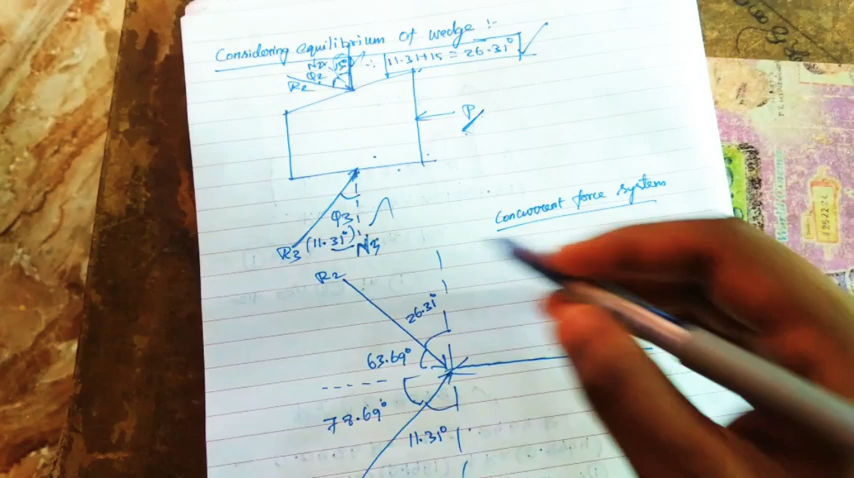 Considering equilibrium of wedge :-
N2 15°
∴ 11.31+15 = 26.31°
Φ2
R2
P
Φ3
(11.31°)
R3
N3
Concurrent force system
R2
26.31°
63.69°
78.69°
11.31°